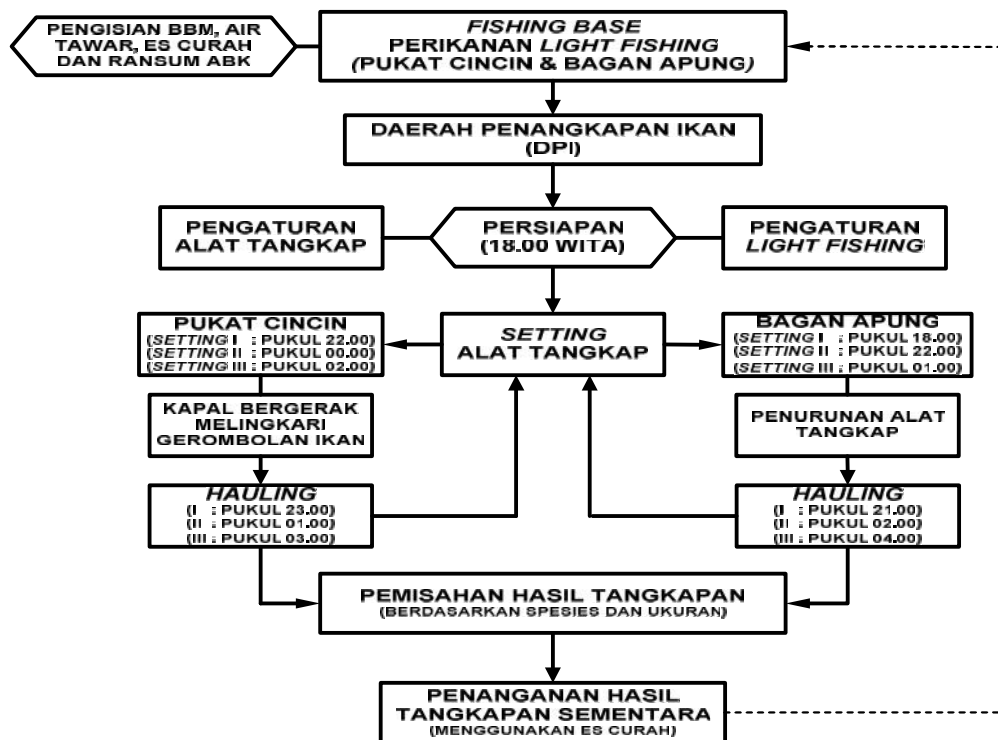 PENGISIAN BBM, AIR
TAWAR, ES CURAH
DAN RANSUM ABK
FISHING BASE
PERIKANAN LIGHT FISHING
(PUKAT CINCIN & BAGAN APUNG)
DAERAH PENANGKAPAN IKAN
(DPI)
PENGATURAN
ALAT TANGKAP
PERSIAPAN
(18.00 WITA)
PENGATURAN
LIGHT FISHING
PUKAT CINCIN
(SETTING I : PUKUL 22.00)
(SETTING II : PUKUL 00.00)
(SETTING III : PUKUL 02.00)
SETTING
ALAT TANGKAP
BAGAN APUNG
(SETTING I : PUKUL 18.00)
(SETTING II : PUKUL 22.00)
(SETTING III : PUKUL 01.00)
KAPAL BERGERAK
MELINGKARI
GEROMBOLAN IKAN
PENURUNAN ALAT
TANGKAP
HAULING
(I : PUKUL 23.00)
(II : PUKUL 01.00)
(III : PUKUL 03.00)
HAULING
(I : PUKUL 21.00)
(II : PUKUL 02.00)
(III : PUKUL 04.00)
PEMISAHAN HASIL TANGKAPAN
(BERDASARKAN SPESIES DAN UKURAN)
PENANGANAN HASIL
TANGKAPAN SEMENTARA
(MENGGUNAKAN ES CURAH)